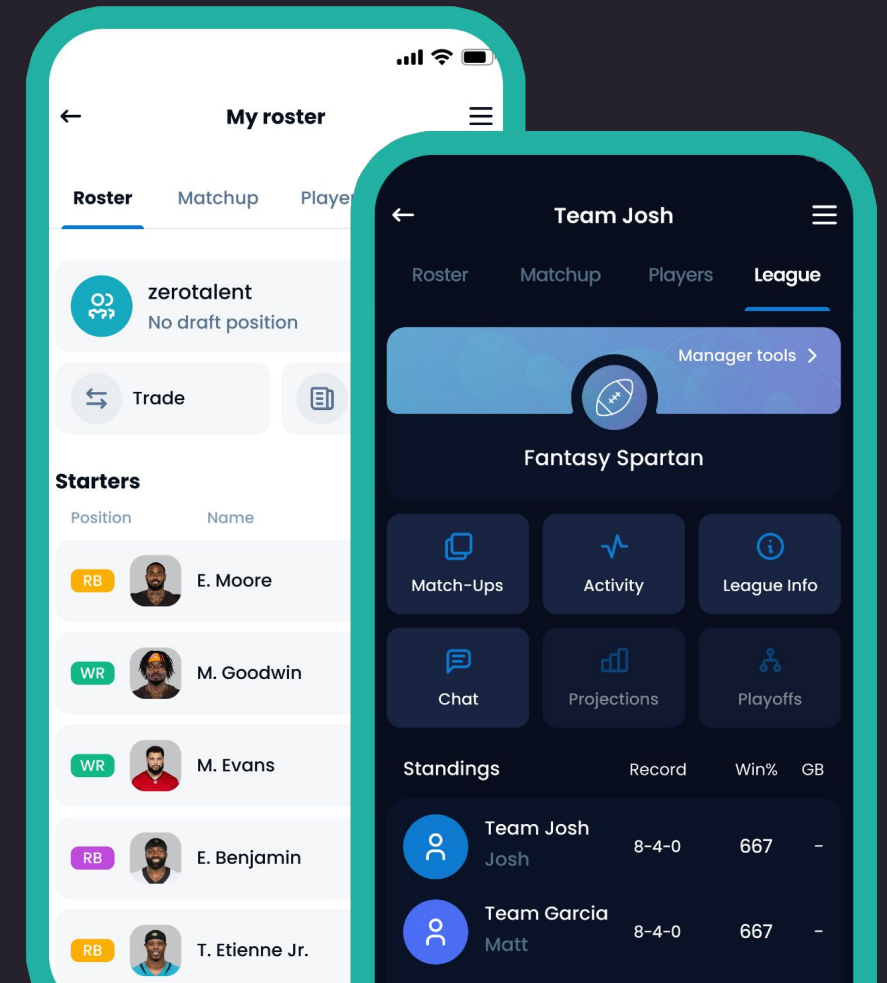 My roster
Roster Matchup
zerotalent
No draft position
Trade
Starters
Position Name
RB E. Moore
WR M. Goodwin
WR M. Evans
RB E. Benjamin
RB T. Etienne Jr.
Team Josh
Roster Matchup Players League
Manager tools
Fantasy Spartan
Match-Ups Activity League Info
Chat Projections Playoffs
Standings Record Win% GB
Team Josh
Josh
8-4-0 667 -
Team Garcia
Matt
8-4-0 667 -